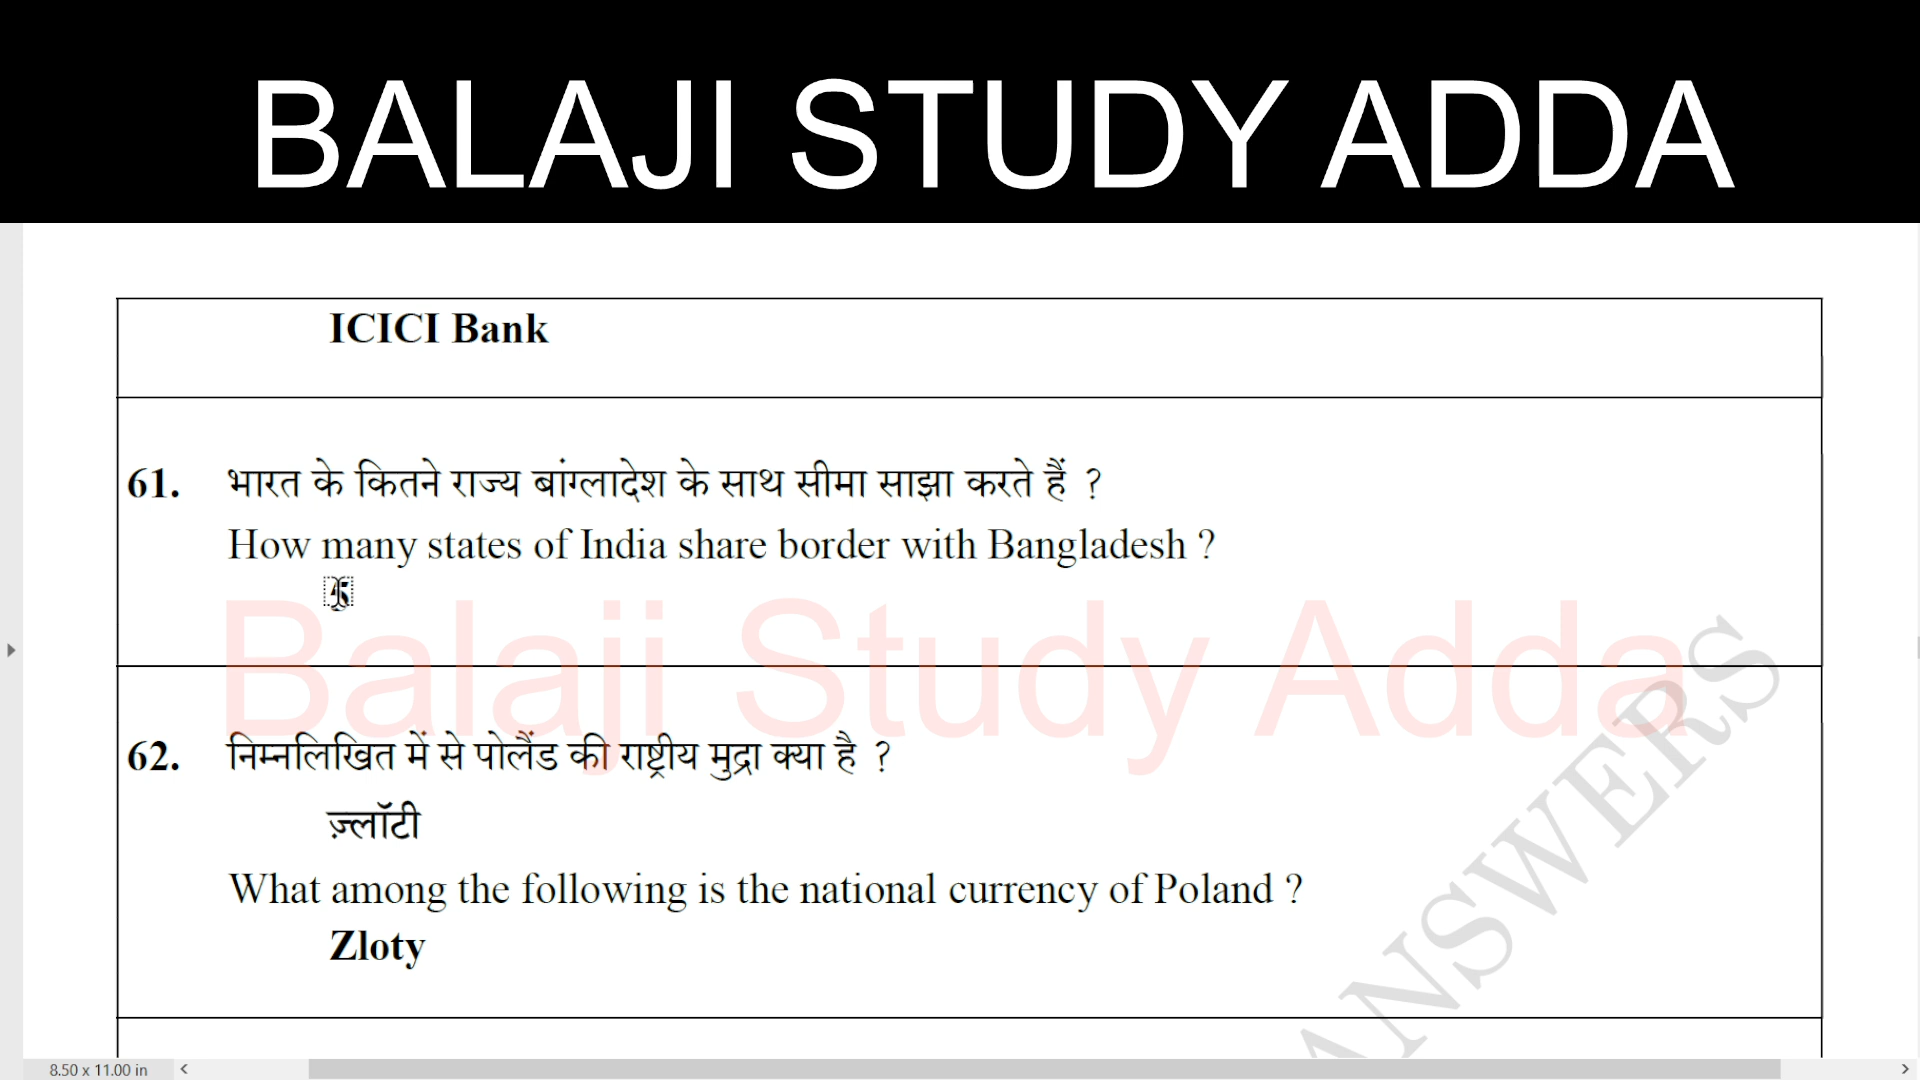 BALAJI STUDY ADDA
ICICI Bank
61. भारत के कितने राज्य बांग्लादेश के साथ सीमा साझा करते हैं ?
How many states of India share border with Bangladesh ?
Balaji Study Adda
62. निम्नलिखित में से पोलैंड की राष्ट्रीय मुद्रा क्या है ?
ज़्लॉटी
What among the following is the national currency of Poland ?
Zloty
ANSWERS
8.50 x 11.00 in